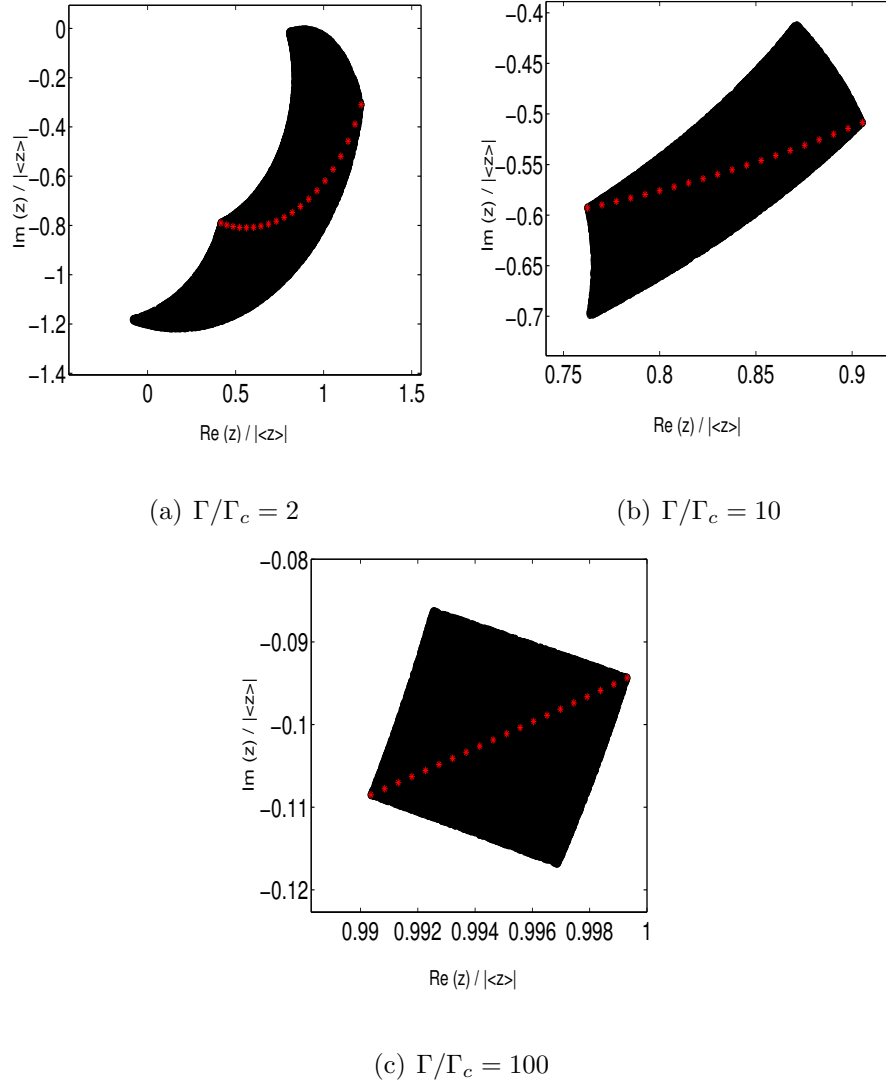 0
−0.2
−0.4
−0.6
−0.8
−1
−1.2
−1.4
Im (z) / |<z>|
0 0.5 1 1.5
Re (z) / |<z>|
(a) Γ/Γc = 2
−0.4
−0.45
−0.5
−0.55
−0.6
−0.65
−0.7
Im (z) / |<z>|
0.75 0.8 0.85 0.9
Re (z) / |<z>|
(b) Γ/Γc = 10
−0.08
−0.09
−0.1
−0.11
−0.12
Im (z) / |<z>|
0.99 0.992 0.994 0.996 0.998 1
Re (z) / |<z>|
(c) Γ/Γc = 100